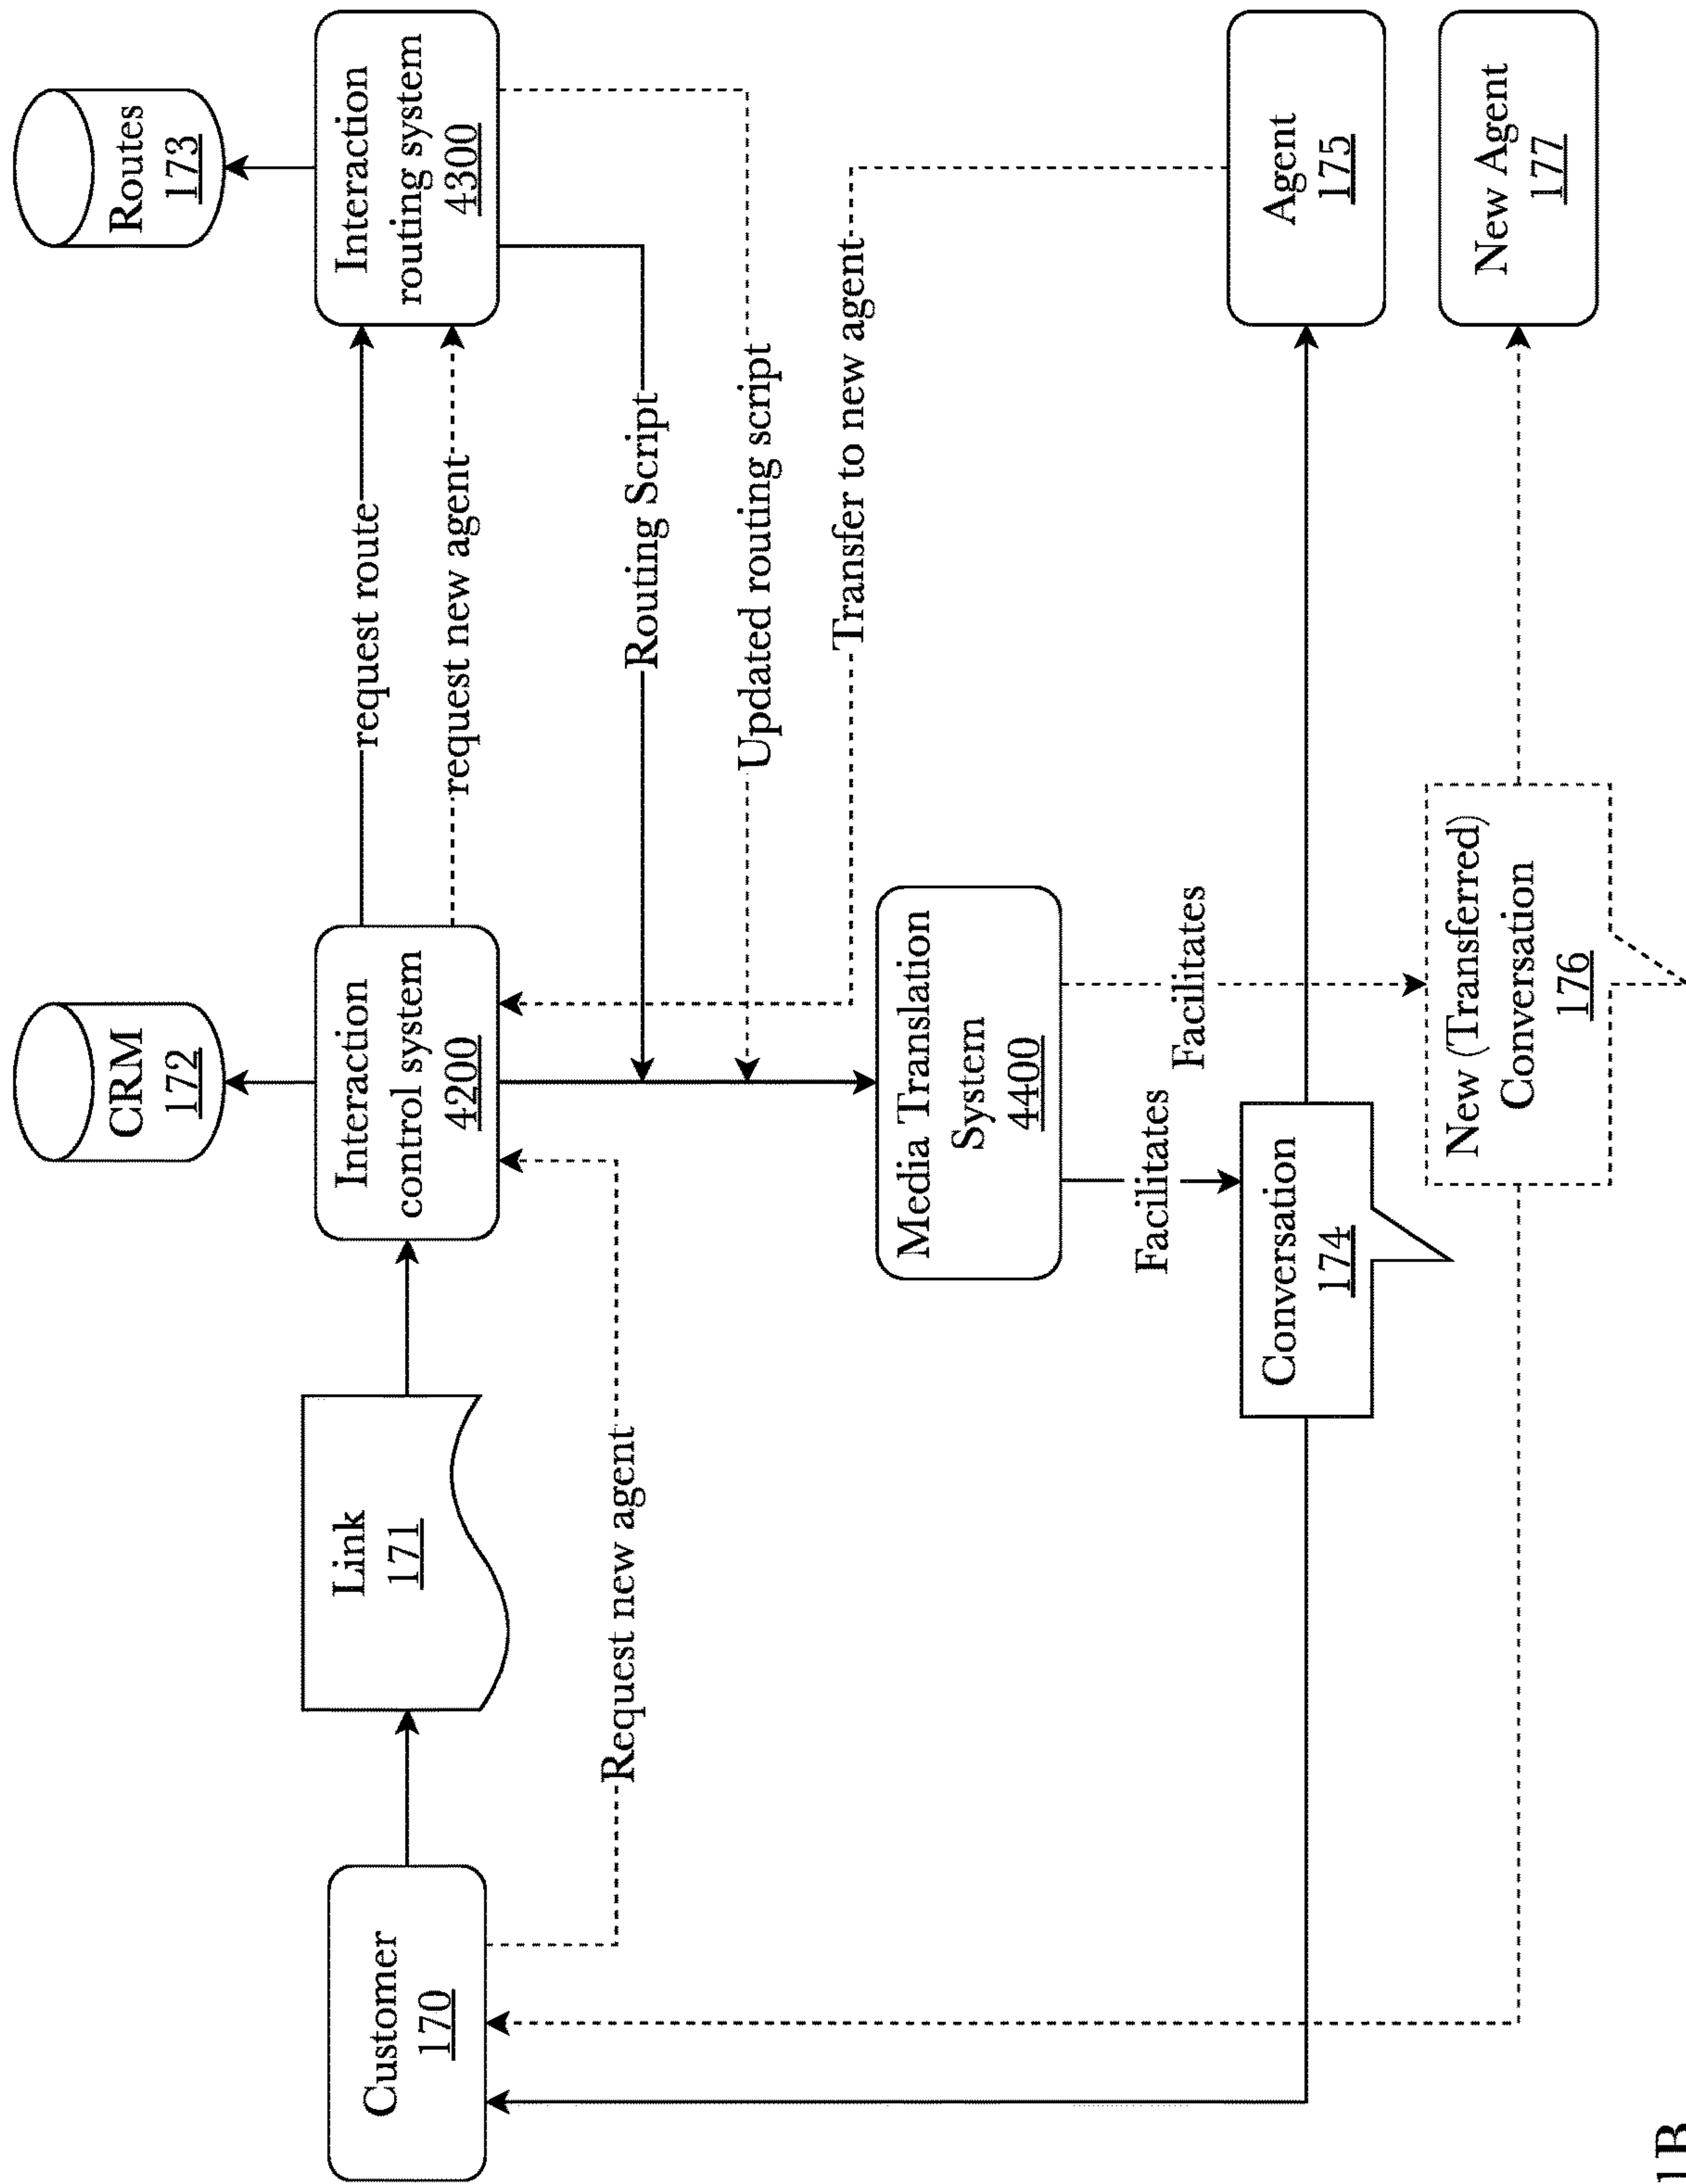 CRM
172
Routes
173
Customer
170
Link
171
Interaction
control system
4200
request route
request new agent
Interaction
routing system
4300
Request new agent
Routing Script
Updated routing script
Transfer to new agent
Media Translation
System
4400
Facilitates
Facilitates
Conversation
174
Agent
175
New (Transferred)
Conversation
176
New Agent
177
1B